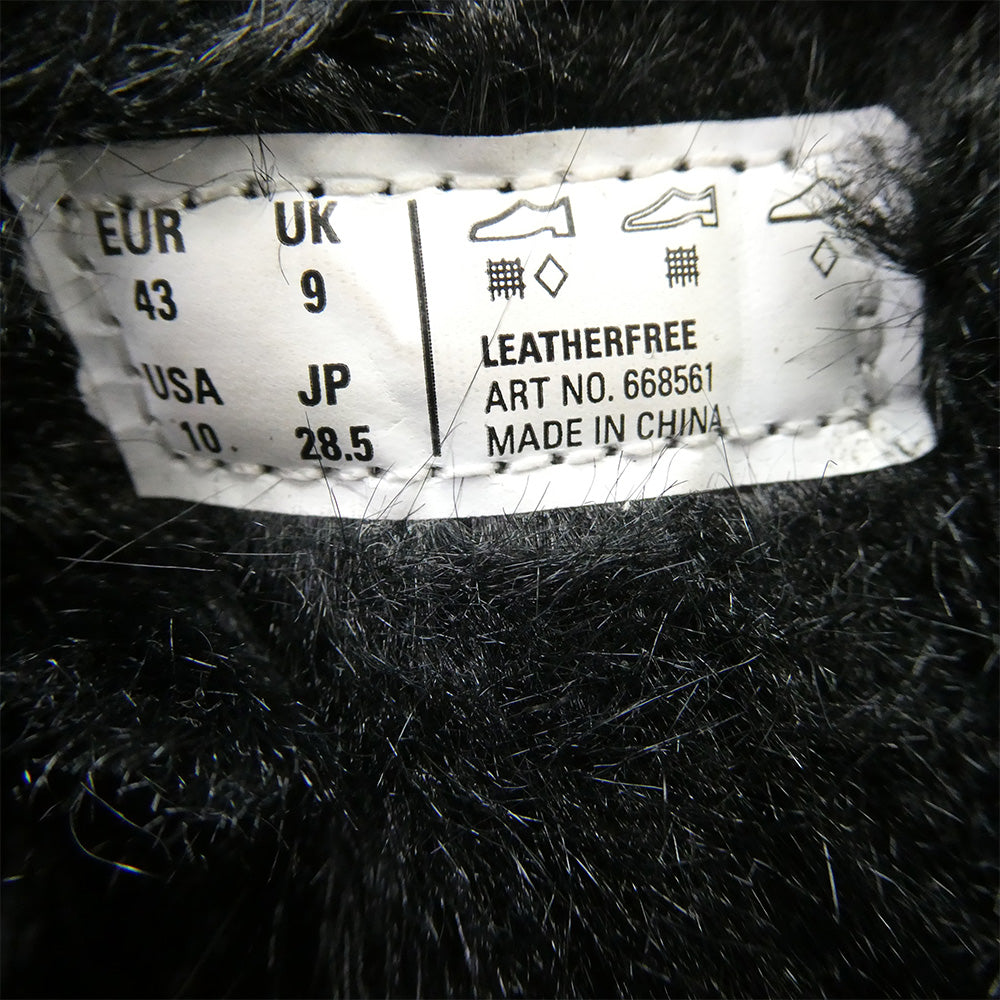 EUR UK
43 9
USA JP
10 28.5
LEATHERFREE
ART NO. 668561
MADE IN CHINA